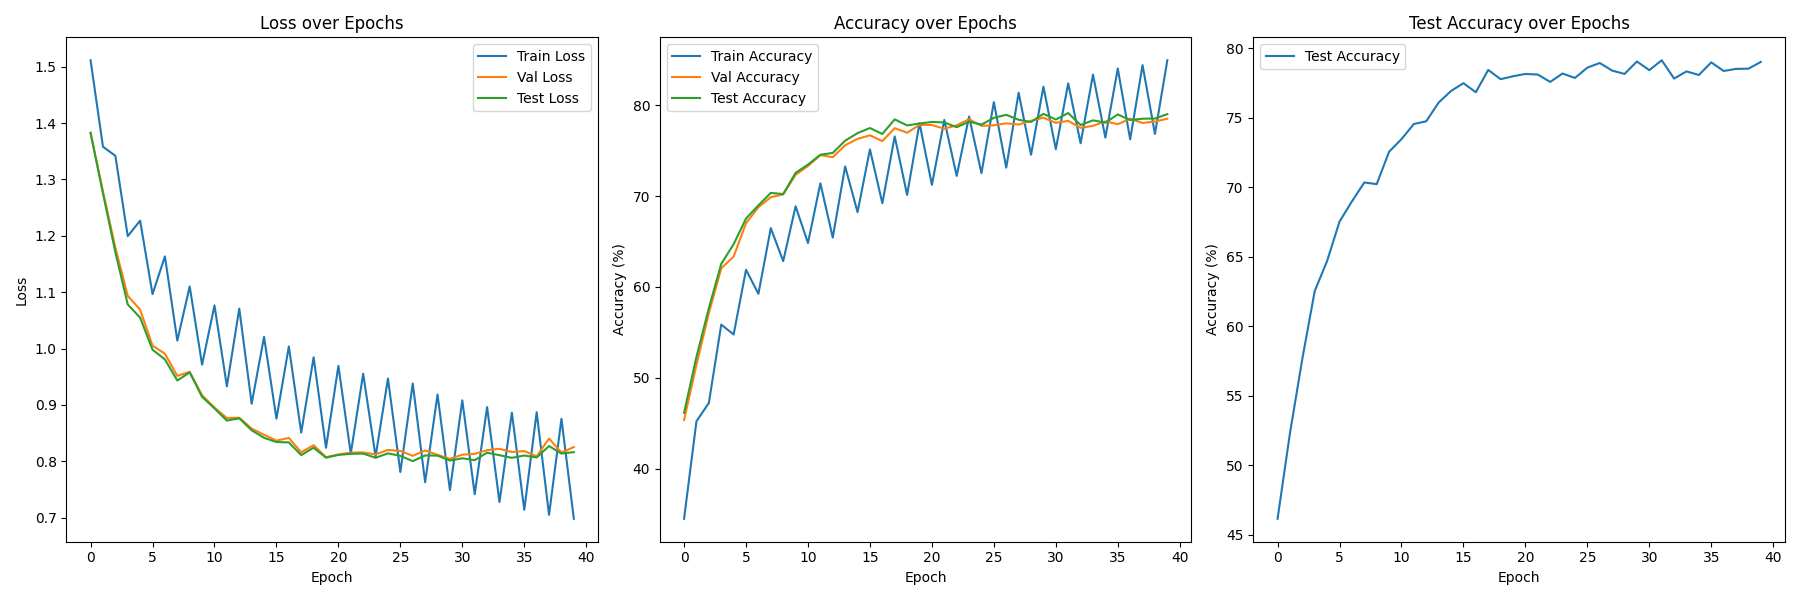 Loss over Epochs
Train Loss
Val Loss
Test Loss
1.5
1.4
1.3
1.2
1.1
1.0
0.9
0.8
0.7
Loss
0 5 10 15 20 25 30 35 40
Epoch
Accuracy over Epochs
Train Accuracy
Val Accuracy
Test Accuracy
80
70
60
50
40
Accuracy (%)
0 5 10 15 20 25 30 35 40
Epoch
Test Accuracy over Epochs
Test Accuracy
80
75
70
65
60
55
50
45
Accuracy (%)
0 5 10 15 20 25 30 35 40
Epoch